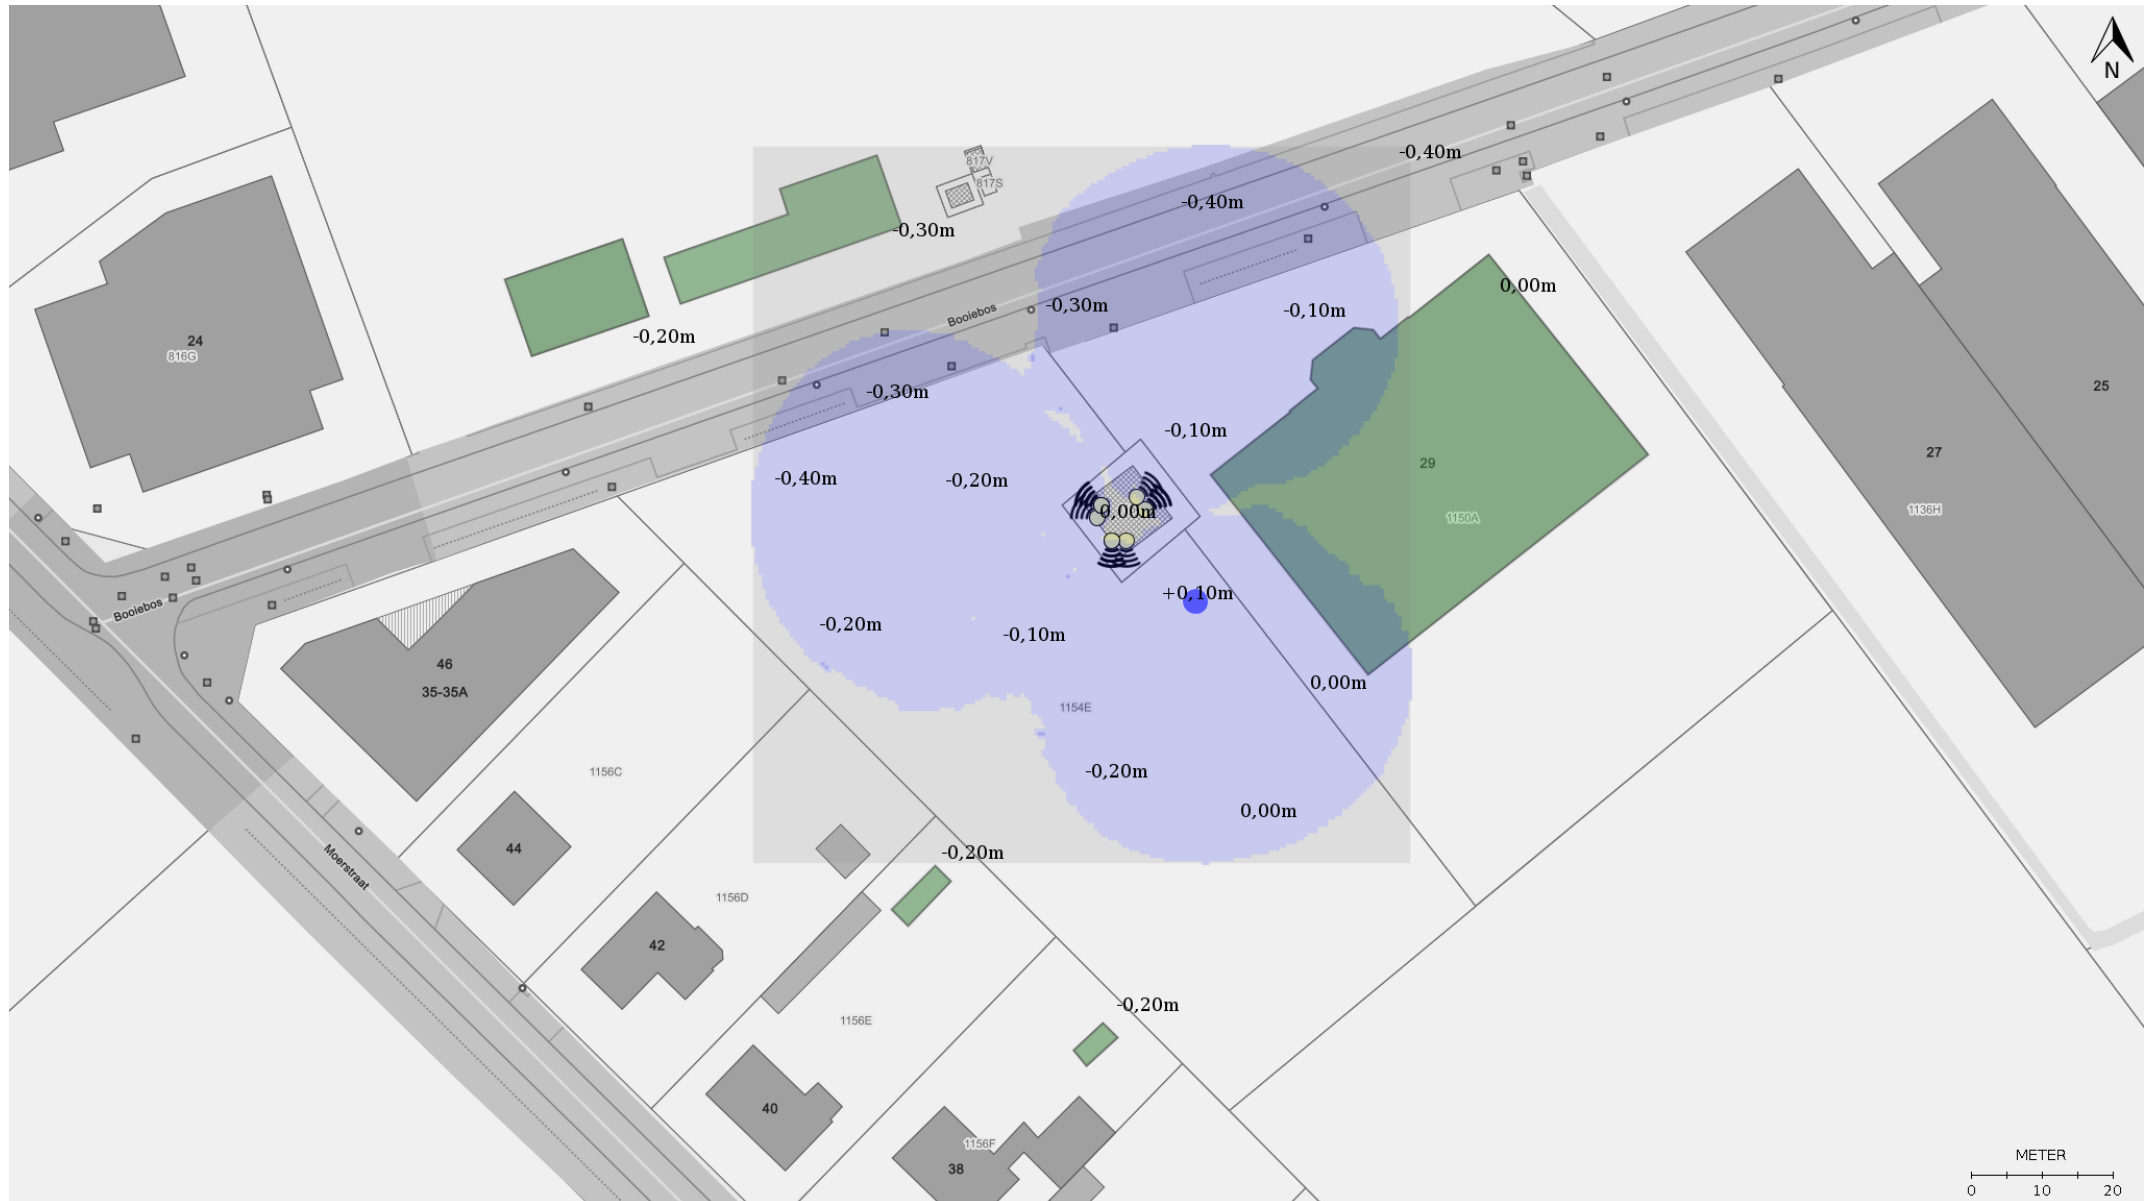 N
-0,40m
817V
817S
-0,40m
-0,30m
0,00m
-0,30m
-0,10m
Booiebos
24
816G
-0,20m
25
-0,30m
-0,10m
27
29
-0,40m
-0,20m
0,00m
1150A
1136H
+0,10m
Booiebos
-0,20m
-0,10m
46
35-35A
0,00m
1154E
1156C
-0,20m
0,00m
44
Moerstraat
-0,20m
1156D
42
-0,20m
1156E
40
1156F
38
METER
0 10 20